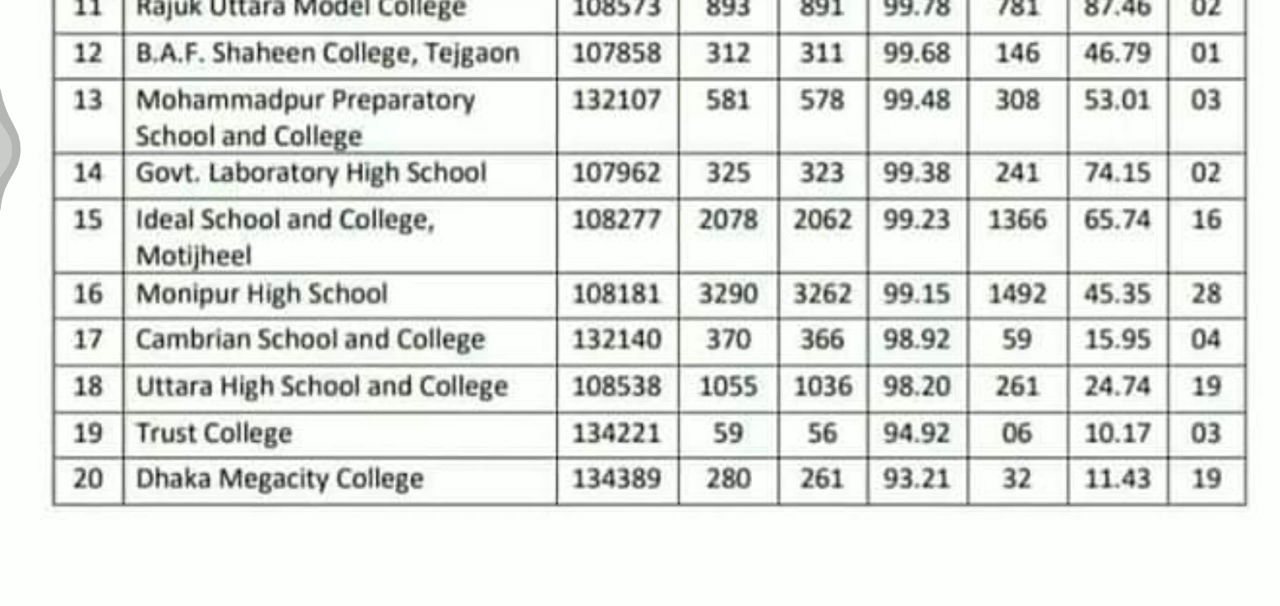 11 Rajuk Uttara Model College 108573 893 891 99.78 781 87.46 02
12 B.A.F. Shaheen College, Tejgaon 107858 312 311 99.68 146 46.79 01
13 Mohammadpur Preparatory 132107 581 578 99.48 308 53.01 03
School and College
14 Govt. Laboratory High School 107962 325 323 99.38 241 74.15 02
15 Ideal School and College, 108277 2078 2062 99.23 1366 65.74 16
Motijheel
16 Monipur High School 108181 3290 3262 99.15 1492 45.35 28
17 Cambrian School and College 132140 370 366 98.92 59 15.95 04
18 Uttara High School and College 108538 1055 1036 98.20 261 24.74 19
19 Trust College 134221 59 56 94.92 06 10.17 03
20 Dhaka Megacity College 134389 280 261 93.21 32 11.43 19